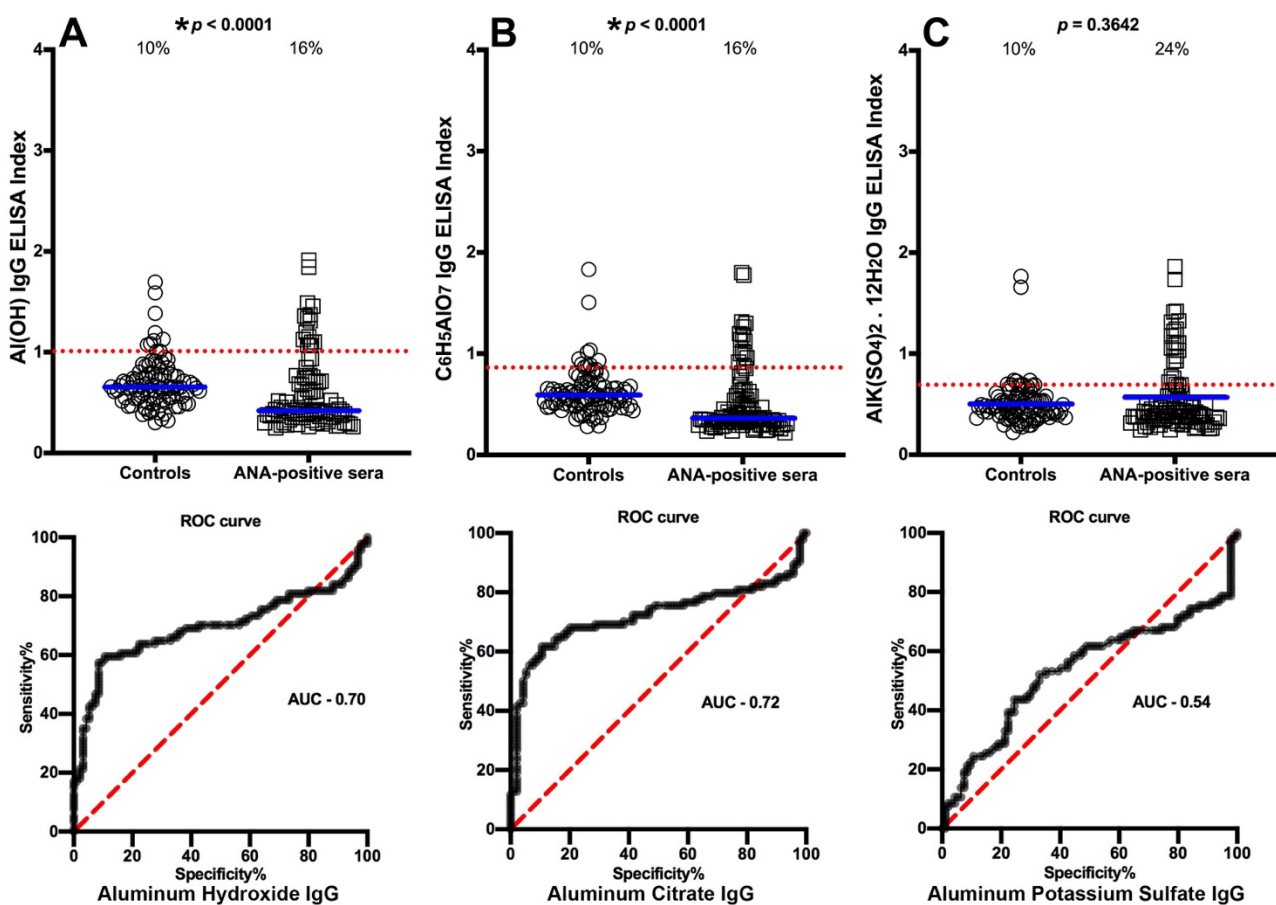 A
* p < 0.0001
10%
16%
Al(OH) IgG ELISA Index
4
3
2
1
0
Controls
ANA-positive sera
B
* p < 0.0001
10%
16%
C6H5AlO7 IgG ELISA Index
4
3
2
1
0
Controls
ANA-positive sera
C
p = 0.3642
10%
24%
AlK(SO4)2 . 12H2O IgG ELISA Index
4
3
2
1
0
Controls
ANA-positive sera
ROC curve
Sensitivity%
100
80
60
40
20
0
AUC - 0.70
0 20 40 60 80 100
Specificity%
Aluminum Hydroxide IgG
ROC curve
Sensitivity%
100
80
60
40
20
0
AUC - 0.72
0 20 40 60 80 100
Specificity%
Aluminum Citrate IgG
ROC curve
Sensitivity%
100
80
60
40
20
0
AUC - 0.54
0 20 40 60 80 100
Specificity%
Aluminum Potassium Sulfate IgG